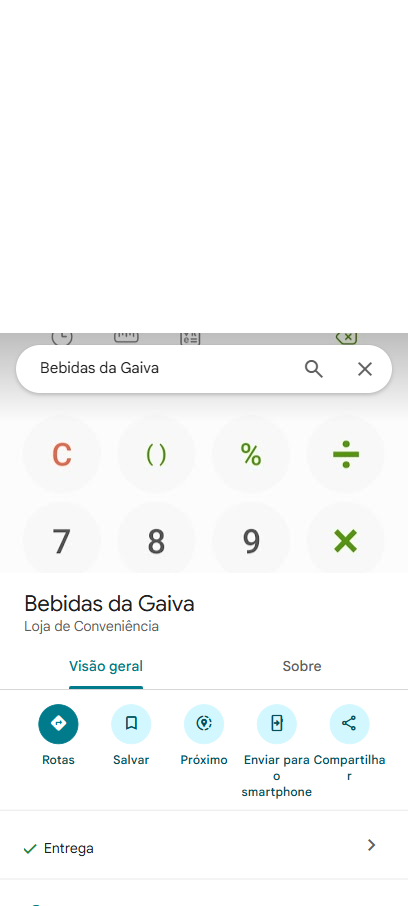 Bebidas da Gaiva
C ( ) % ÷
7 8 9 ×
Bebidas da Gaiva
Loja de Conveniência
Visão geral Sobre
Rotas Salvar Próximo Enviar para Compartilha
o r
smartphone
Entrega